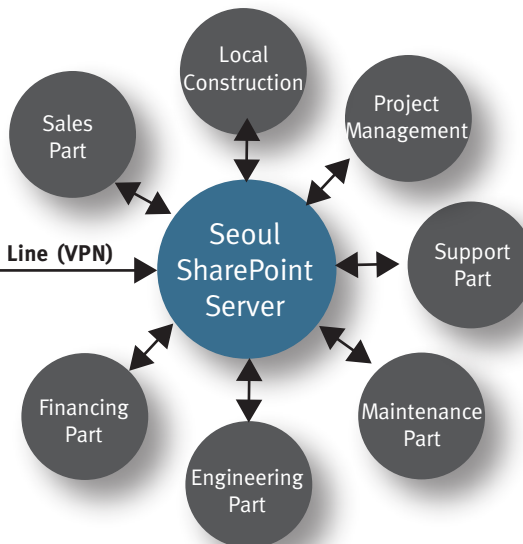 Local
Construction
Project
Management
Sales
Part
Line (VPN)
Seoul
SharePoint
Server
Support
Part
Financing
Part
Maintenance
Part
Engineering
Part